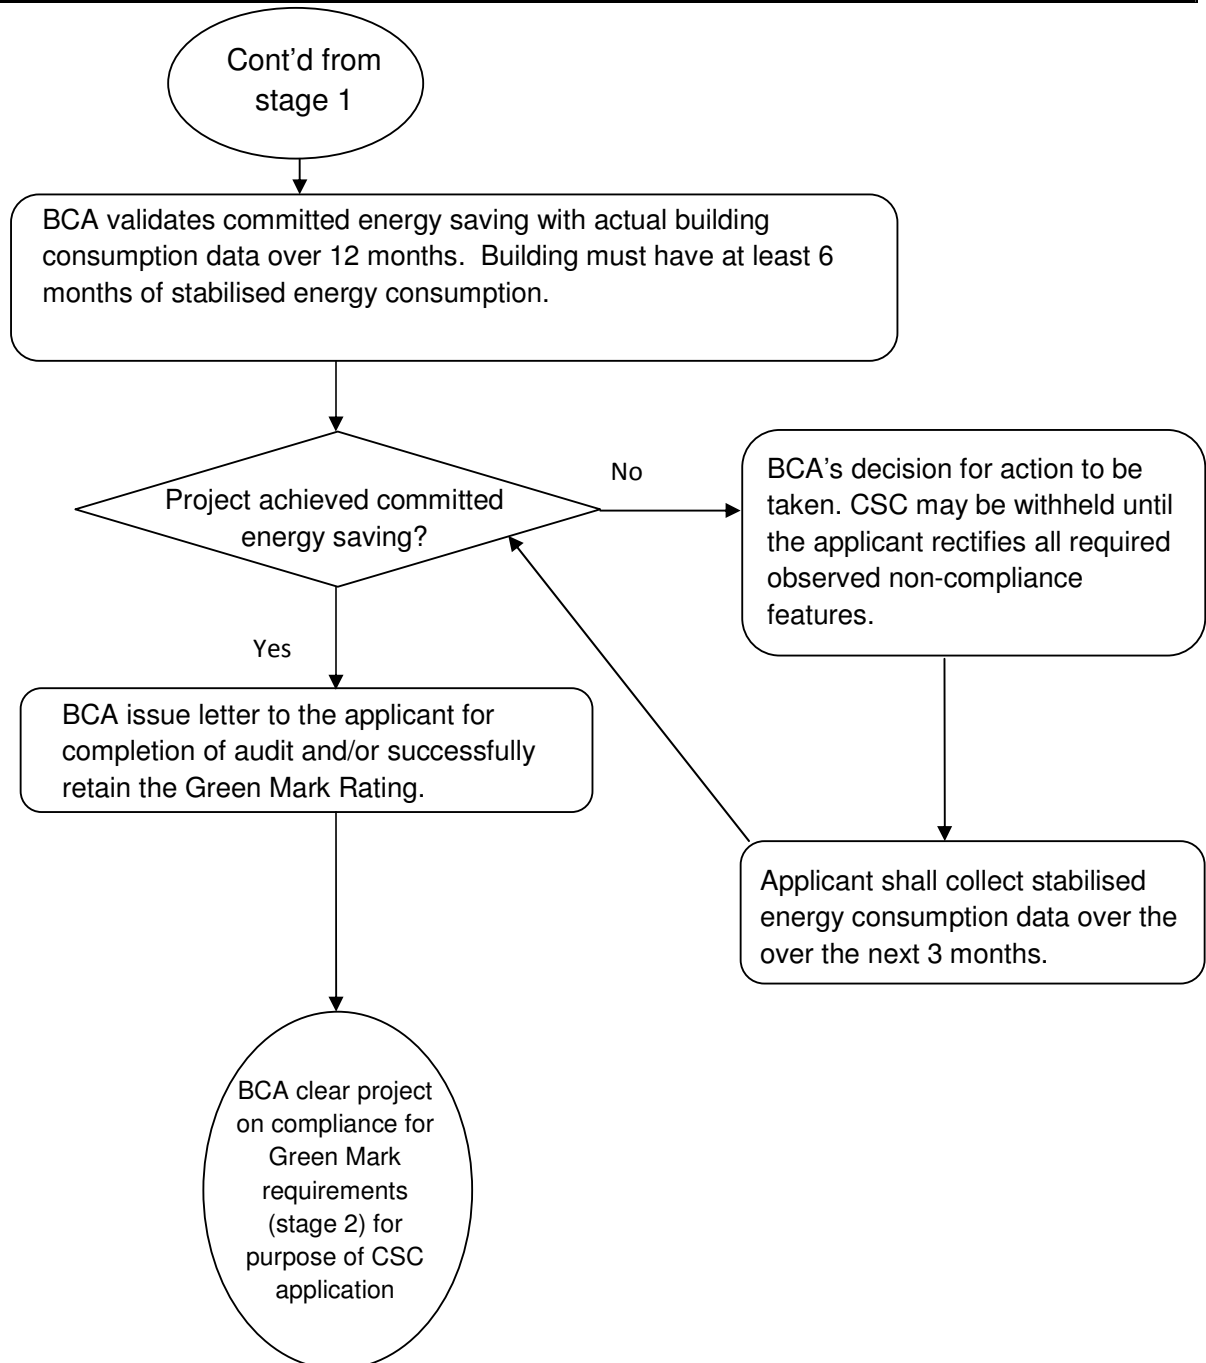 Cont’d from
stage 1
BCA validates committed energy saving with actual building
consumption data over 12 months.  Building must have at least 6
months of stabilised energy consumption.
Project achieved committed
energy saving?
No
BCA’s decision for action to be
taken. CSC may be withheld until
the applicant rectifies all required
observed non-compliance
features.
Yes
BCA issue letter to the applicant for
completion of audit and/or successfully
retain the Green Mark Rating.
Applicant shall collect stabilised
energy consumption data over the
over the next 3 months.
BCA clear project
on compliance for
Green Mark
requirements
(stage 2) for
purpose of CSC
application